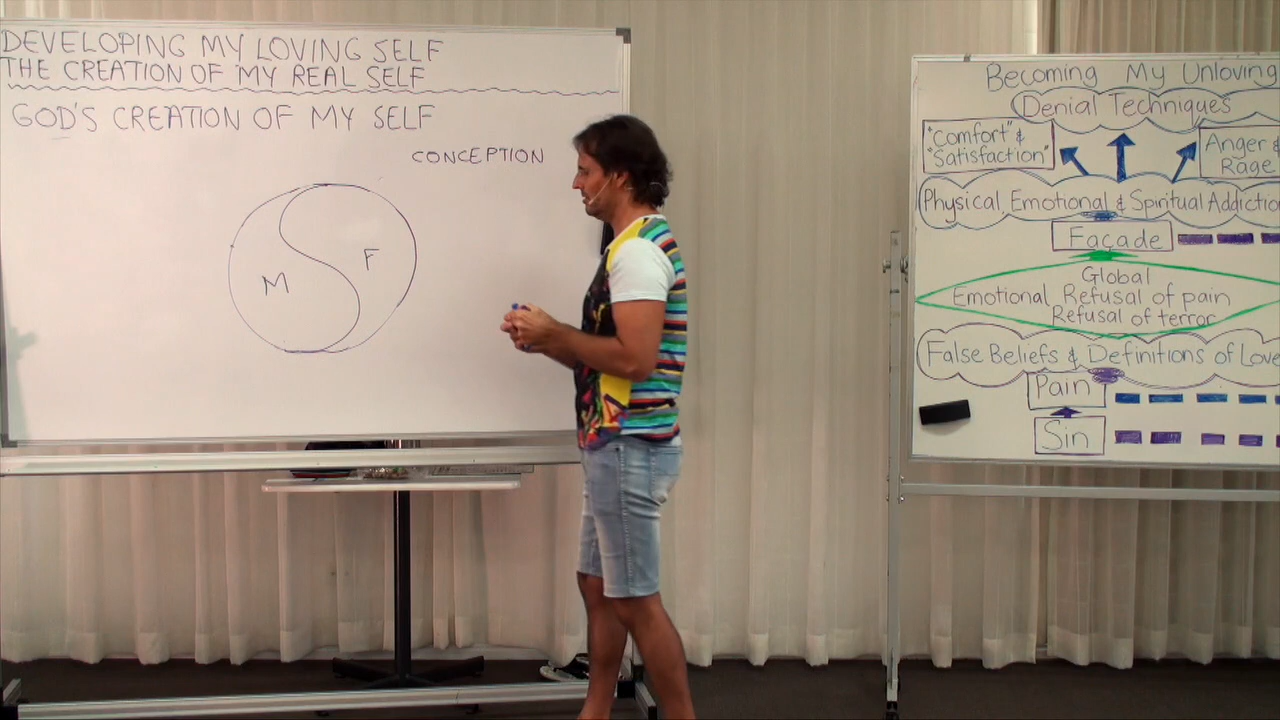 DEVELOPING MY LOVING SELF
THE CREATION OF MY REAL SELF
GOD'S CREATION OF MY SELF
CONCEPTION
M
F
Becoming My Unloving
Denial Techniques
"Comfort" &
"Satisfaction"
Anger &
Rage
Physical, Emotional & Spiritual Addictio
Façade
Global
Emotional Refusal of pain
Refusal of terror
False Beliefs & Definitions of Love
Pain
Sin